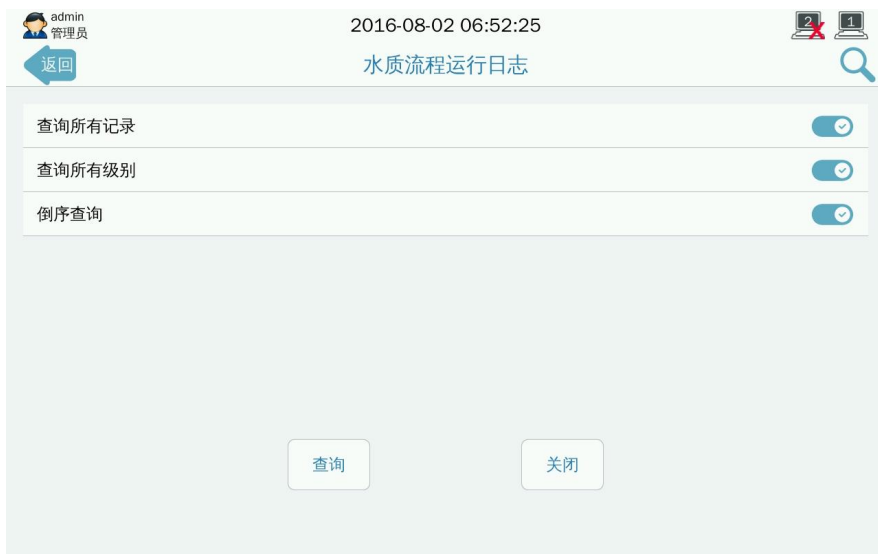 admin
管理员
2016-08-02 06:52:25
2
1
返回
水质流程运行日志
查询所有记录
查询所有级别
倒序查询
查询
关闭